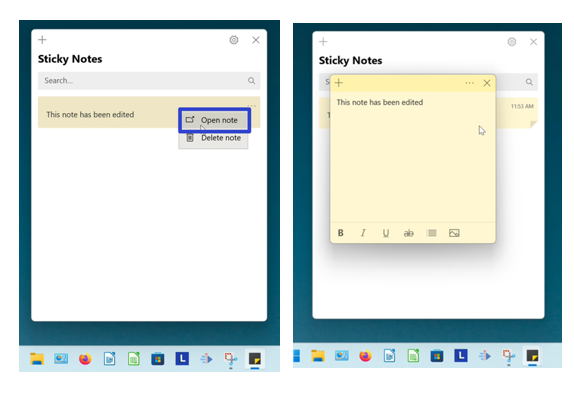 Sticky Notes
Search...
This note has been edited
Open note
Delete note
Sticky Notes
This note has been edited
11:53 AM
B I U ab
L
L